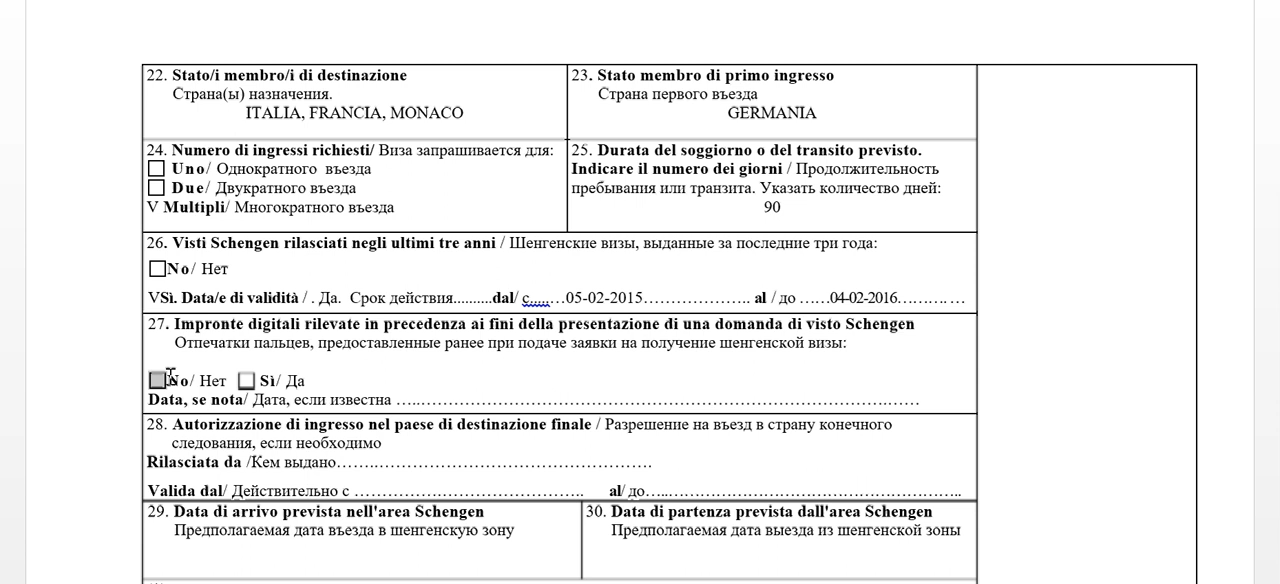 22. Stato/i membro/i di destinazione
Страна(ы) назначения.
ITALIA, FRANCIA, MONACO
23. Stato membro di primo ingresso
Страна первого въезда
GERMANIA
24. Numero di ingressi richiesti/ Виза запрашивается для:
Uno/ Однократного въезда
Due/ Двукратного въезда
V Multipli/ Многократного въезда
25. Durata del soggiorno o del transito previsto.
Indicare il numero dei giorni / Продолжительность
пребывания или транзита. Указать количество дней:
90
26. Visti Schengen rilasciati negli ultimi tre anni / Шенгенские визы, выданные за последние три года:
No/ Нет
VSì. Data/e di validità / . Да. Срок действия..........dal/ с......…05-02-2015……………….. al / до ……04-02-2016…………
27. Impronte digitali rilevate in precedenza ai fini della presentazione di una domanda di visto Schengen
Отпечатки пальцев, предоставленные ранее при подаче заявки на получение шенгенской визы:
No/ Нет Sì/ Да
Data, se nota/ Дата, если известна …..……………………………………………………………….……
28. Autorizzazione di ingresso nel paese di destinazione finale / Разрешение на въезд в страну конечного
следования, если необходимо
Rilasciata da /Кем выдано…….……………………………………….
Valida dal/ Действительно с …………….………………….. al/ до…..………………………………………..
29. Data di arrivo prevista nell'area Schengen
Предполагаемая дата въезда в шенгенскую зону
30. Data di partenza prevista dall'area Schengen
Предполагаемая дата выезда из шенгенской зоны